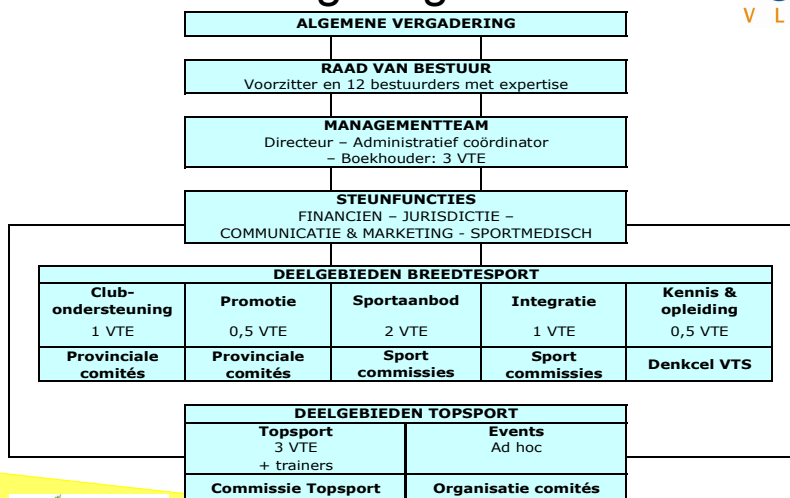 V L
ALGEMENE VERGADERING
RAAD VAN BESTUUR
Voorzitter en 12 bestuurders met expertise
MANAGEMENTTEAM
Directeur – Administratief coördinator
– Boekhouder: 3 VTE
STEUNFUNCTIES
FINANCIEN – JURISDICTIE –
COMMUNICATIE & MARKETING - SPORTMEDISCH
DEELGEBIEDEN BREEDTESPORT
Club-
ondersteuning
1 VTE
Provinciale
comités
Promotie
0,5 VTE
Provinciale
comités
Sportaanbod
2 VTE
Sport
commissies
Integratie
1 VTE
Sport
commissies
Kennis &
opleiding
0,5 VTE
Denkcel VTS
DEELGEBIEDEN TOPSPORT
Topsport
3 VTE
+ trainers
Commissie Topsport
Events
Ad hoc
Organisatie comités